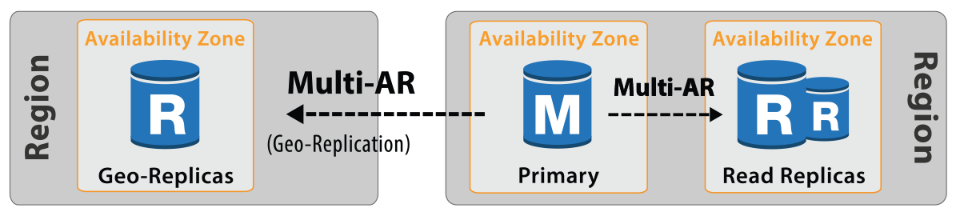 Region
Availability Zone
R
Geo-Replicas
Multi-AR
(Geo-Replication)
Availability Zone
M
Primary
Multi-AR
Availability Zone
R
R
Read Replicas
Region